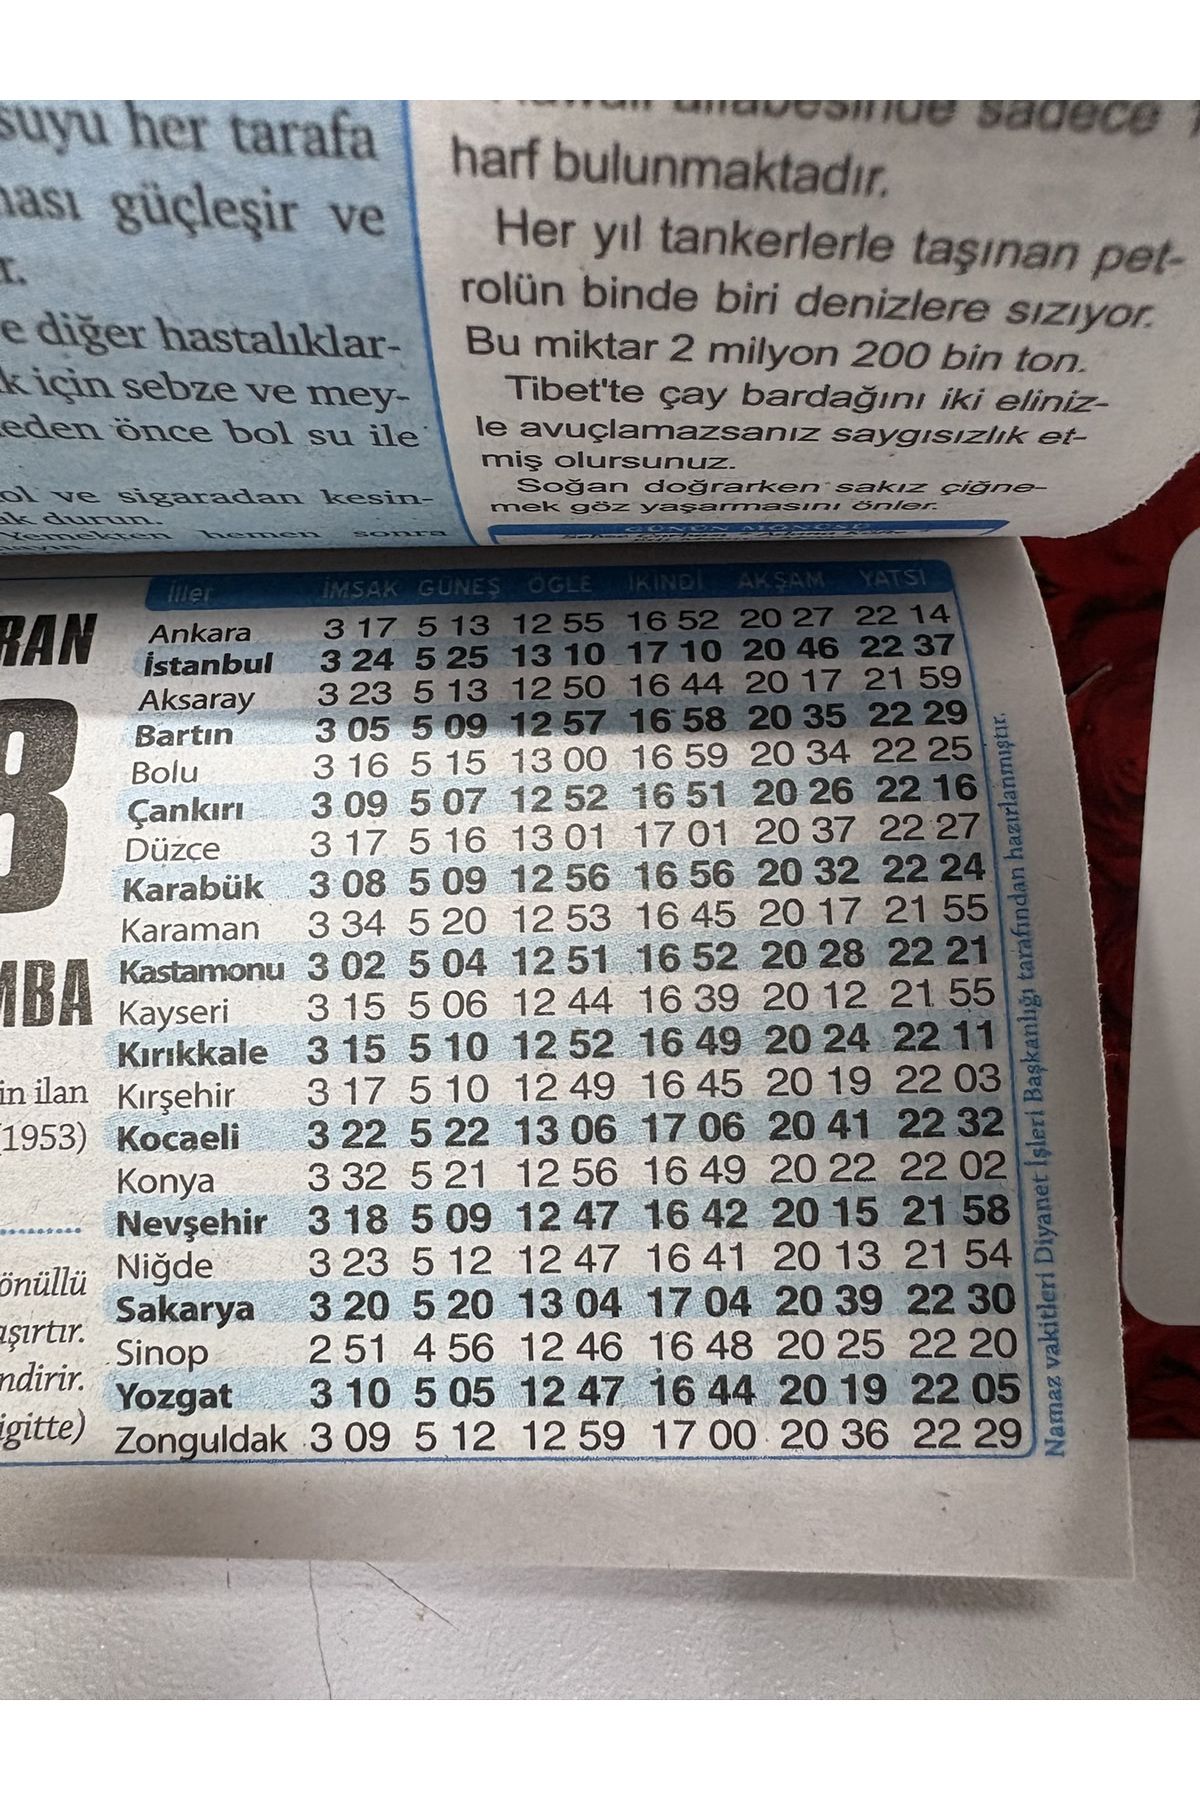 suyu her tarafa
ması güçleşir ve
r.
e diğer hastalıklar-
k için sebze ve mey-
eden önce bol su ile
ol ve sigaradan kesin-
ak durun.
Yemekten hemen sonra
alfabesinde sadece
harf bulunmaktadır.
Her yıl tankerlerle taşınan pet-
rolün binde biri denizlere sızıyor.
Bu miktar 2 milyon 200 bin ton.
Tibet'te çay bardağını iki eliniz-
le avuçlamazsanız saygısızlık et-
miş olursunuz.
Soğan doğrarken sakız çiğne-
mek göz yaşarmasını önler.
GÜNÜN MÖNÜSÜ
RAN
8
MBA
in ilan
(1953)
önüllü
aşırtır.
ndirir.
igitte)
İller İMSAK GÜNEŞ ÖĞLE İKİNDİ AKŞAM YATSI
Ankara 3 17 5 13 12 55 16 52 20 27 22 14
İstanbul 3 24 5 25 13 10 17 10 20 46 22 37
Aksaray 3 23 5 13 12 50 16 44 20 17 21 59
Bartın 3 05 5 09 12 57 16 58 20 35 22 29
Bolu 3 16 5 15 13 00 16 59 20 34 22 25
Çankırı 3 09 5 07 12 52 16 51 20 26 22 16
Düzce 3 17 5 16 13 01 17 01 20 37 22 27
Karabük 3 08 5 09 12 56 16 56 20 32 22 24
Karaman 3 34 5 20 12 53 16 45 20 17 21 55
Kastamonu 3 02 5 04 12 51 16 52 20 28 22 21
Kayseri 3 15 5 06 12 44 16 39 20 12 21 55
Kırıkkale 3 15 5 10 12 52 16 49 20 24 22 11
Kırşehir 3 17 5 10 12 49 16 45 20 19 22 03
Kocaeli 3 22 5 22 13 06 17 06 20 41 22 32
Konya 3 32 5 21 12 56 16 49 20 22 22 02
Nevşehir 3 18 5 09 12 47 16 42 20 15 21 58
Niğde 3 23 5 12 12 47 16 41 20 13 21 54
Sakarya 3 20 5 20 13 04 17 04 20 39 22 30
Sinop 2 51 4 56 12 46 16 48 20 25 22 20
Yozgat 3 10 5 05 12 47 16 44 20 19 22 05
Zonguldak 3 09 5 12 12 59 17 00 20 36 22 29
Namaz vakitleri Diyanet İşleri Başkanlığı tarafından hazırlanmıştır.